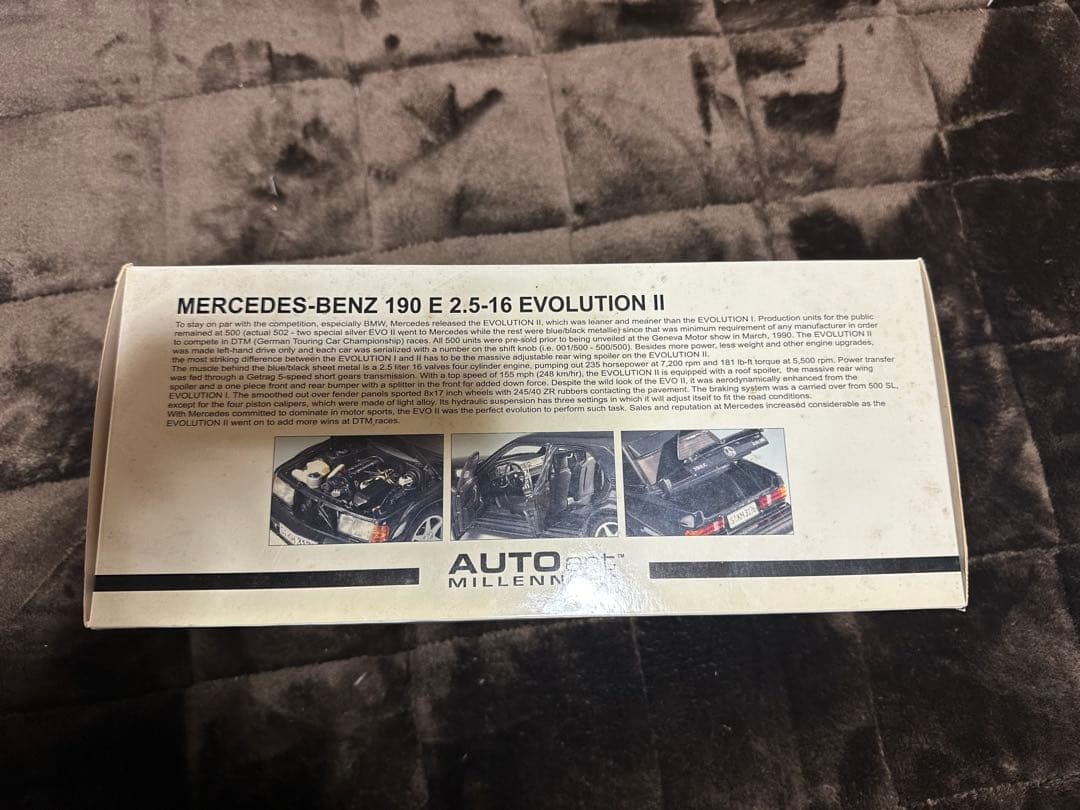 MERCEDES-BENZ 190 E 2.5-16 EVOLUTION II
To stay on par with the competition, especially BMW, Mercedes released the EVOLUTION II, which was leaner and meaner than the EVOLUTION I. Production units for the public
remained at 500 (actual 502 - two special silver EVO II went to Mercedes while the rest were blue/black metallic) since that was minimum requirement of any manufacturer in order
to compete in DTM (German Touring Car Championship) races. All 500 units were pre-sold prior to being unveiled at the Geneva Motor show in March, 1990. The EVOLUTION II
was made left-hand drive only and each car was serialized with a number on the shift knob (i.e. 001/500 - 500/500). Besides more power, less weight and other engine upgrades,
the most striking difference between the EVOLUTION I and II has to be the massive adjustable rear wing spoiler on the EVOLUTION II.
The muscle behind the blue/black sheet metal is a 2.5 liter 16 valves four cylinder engine, pumping out 235 horsepower at 7,200 rpm and 181 lb-ft torque at 5,500 rpm. Power transfer
was fed through a Getrag 5-speed short gears transmission. With a top speed of 155 mph (248 km/hr), the EVOLUTION II is equipped with a roof spoiler, the massive rear wing
spoiler and a one piece front and rear bumper with a splitter in the front for added down force. Despite the wild look of the EVO II, it was aerodynamically enhanced from the
EVOLUTION I. The smoothed out over fender panels sported 8x17 inch wheels with 245/40 ZR rubbers contacting the pavement. The braking system was a carried over from 500 SL,
except for the four piston calipers, which were made of light alloy. Its hydraulic suspension has three settings in which it will adjust itself to fit the road conditions.
With Mercedes committed to dominate in motor sports, the EVO II was the perfect evolution to perform such task. Sales and reputation at Mercedes increased considerable as the
EVOLUTION II went on to add more wins at DTM races.
AUTOart™
MILLENN